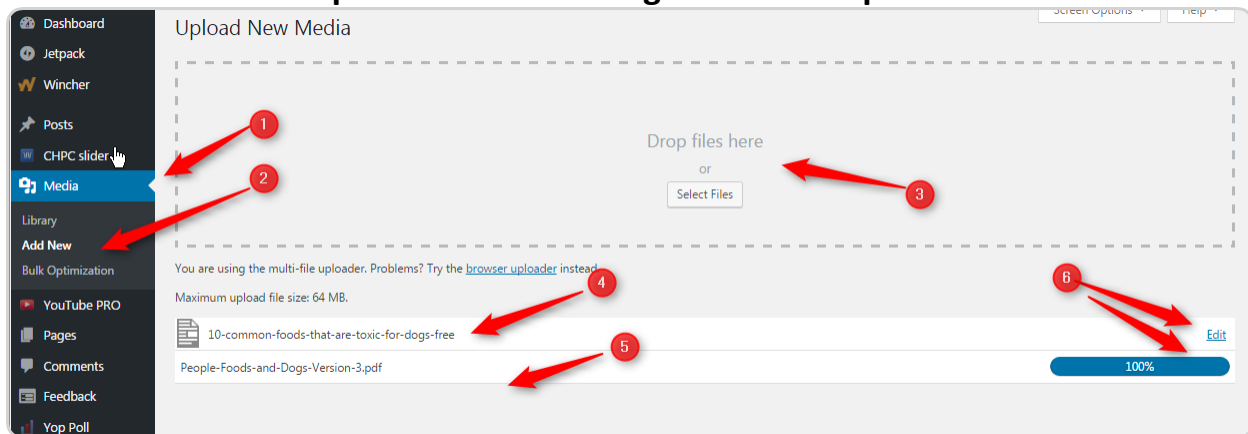 Dashboard
Jetpack
Wincher
Posts
CHPC slider
Media
Library
Add New
Bulk Optimization
YouTube PRO
Pages
Comments
Feedback
Yop Poll
Screen Options
Help
Upload New Media
Drop files here
or
Select Files
You are using the multi-file uploader. Problems? Try the browser uploader instead
Maximum upload file size: 64 MB.
10-common-foods-that-are-toxic-for-dogs-free
Edit
People-Foods-and-Dogs-Version-3.pdf
100%
1
2
3
4
5
6